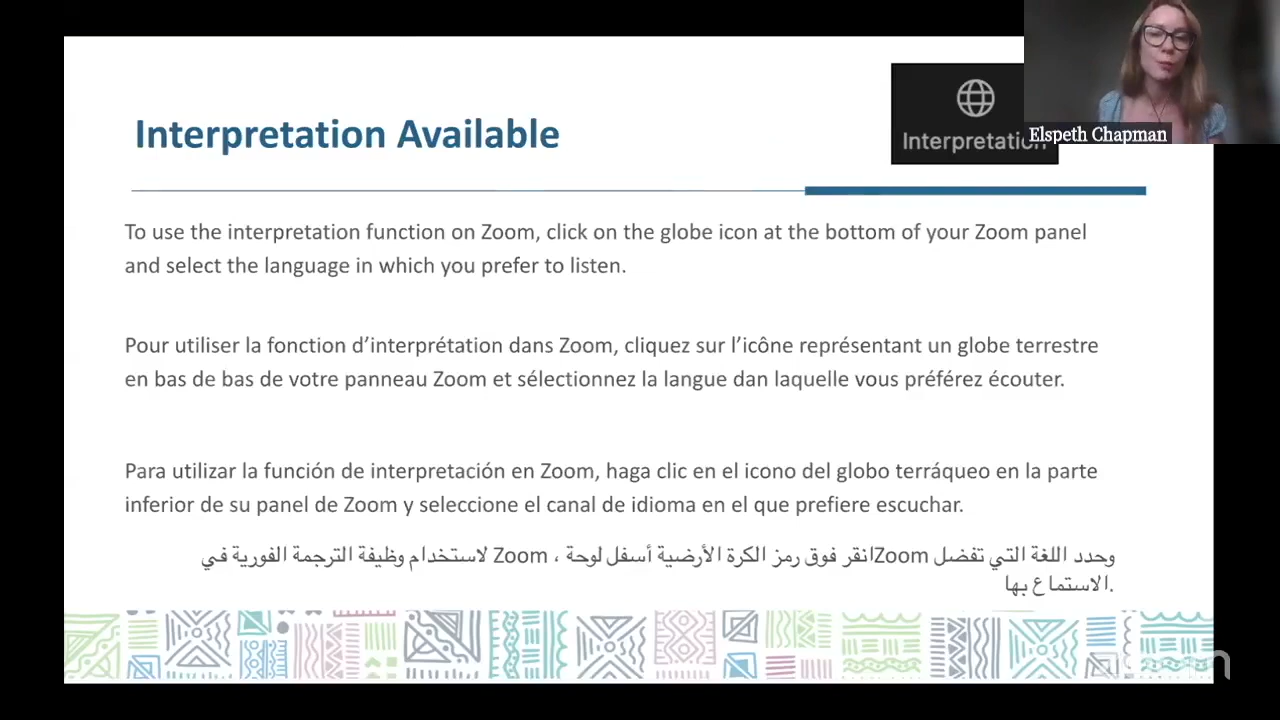 Interpretation Available
Interpretation
Elspeth Chapman
To use the interpretation function on Zoom, click on the globe icon at the bottom of your Zoom panel
and select the language in which you prefer to listen.
Pour utiliser la fonction d’interprétation dans Zoom, cliquez sur l’icône représentant un globe terrestre
en bas de bas de votre panneau Zoom et sélectionnez la langue dan laquelle vous préférez écouter.
Para utilizar la función de interpretación en Zoom, haga clic en el icono del globo terráqueo en la parte
inferior de su panel de Zoom y seleccione el canal de idioma en el que prefiere escuchar.
وحدد اللغة التي تفضل Zoomانقر فوق رمز الكرة الأرضية أسفل لوحة ، Zoom لاستخدام وظيفة الترجمة الفورية في
الاستماع بها.
zoom